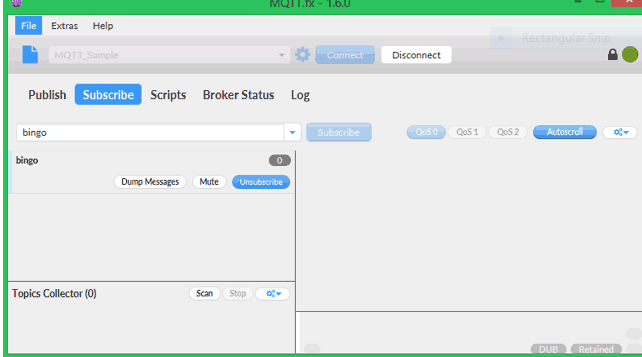 MQTT.fx - 1.6.0
File Extras Help
Rectangular Snip
MQTT_Sample Connect Disconnect
Publish Subscribe Scripts Broker Status Log
bingo Subscribe QoS 0 QoS 1 QoS 2 Autoscroll
bingo 0
Dump Messages Mute Unsubscribe
Topics Collector (0) Scan Stop
DUB Retained